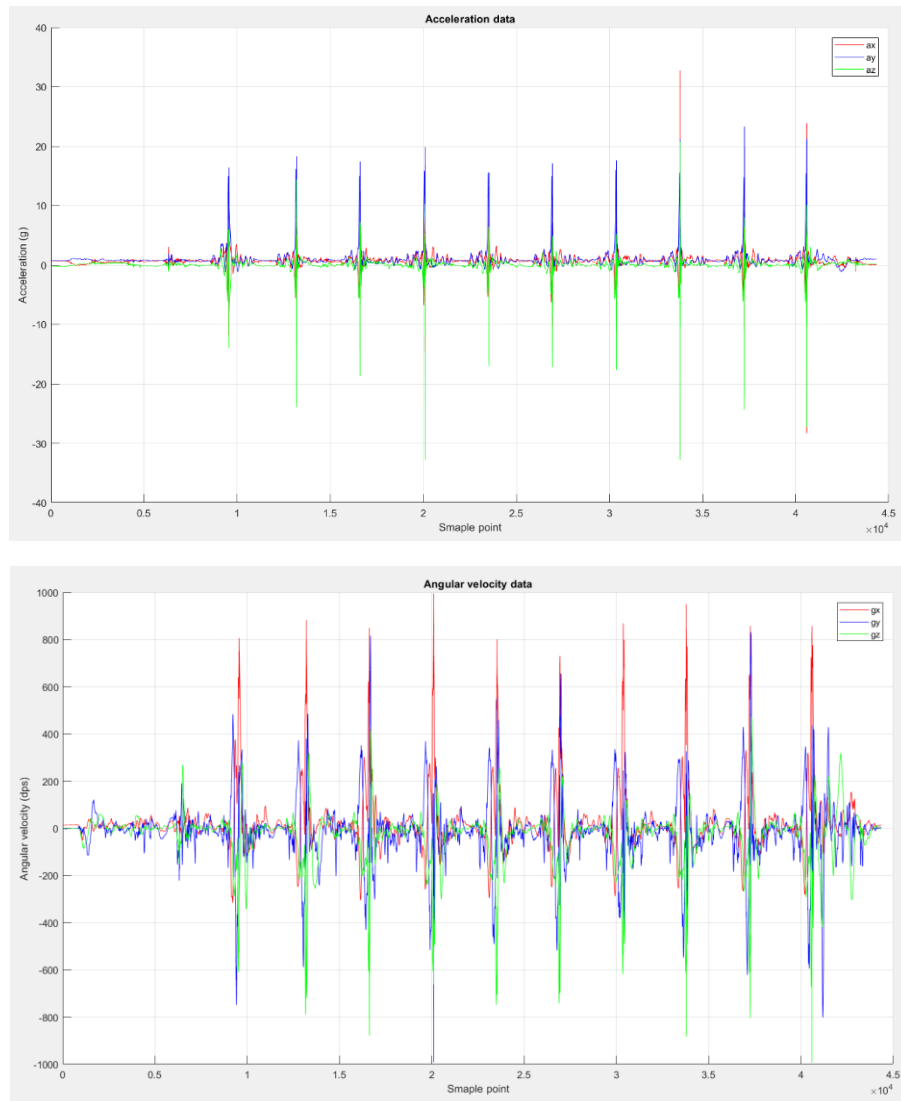 Acceleration data
40
30
20
10
0
-10
-20
-30
-40
Acceleration (g)
ax
ay
az
0 0.5 1 1.5 2 2.5 3 3.5 4 4.5
Smaple point
×10⁴
Angular velocity data
1000
800
600
400
200
0
-200
-400
-600
-800
-1000
Angular velocity (dps)
gx
gy
gz
0 0.5 1 1.5 2 2.5 3 3.5 4 4.5
Smaple point
×10⁴